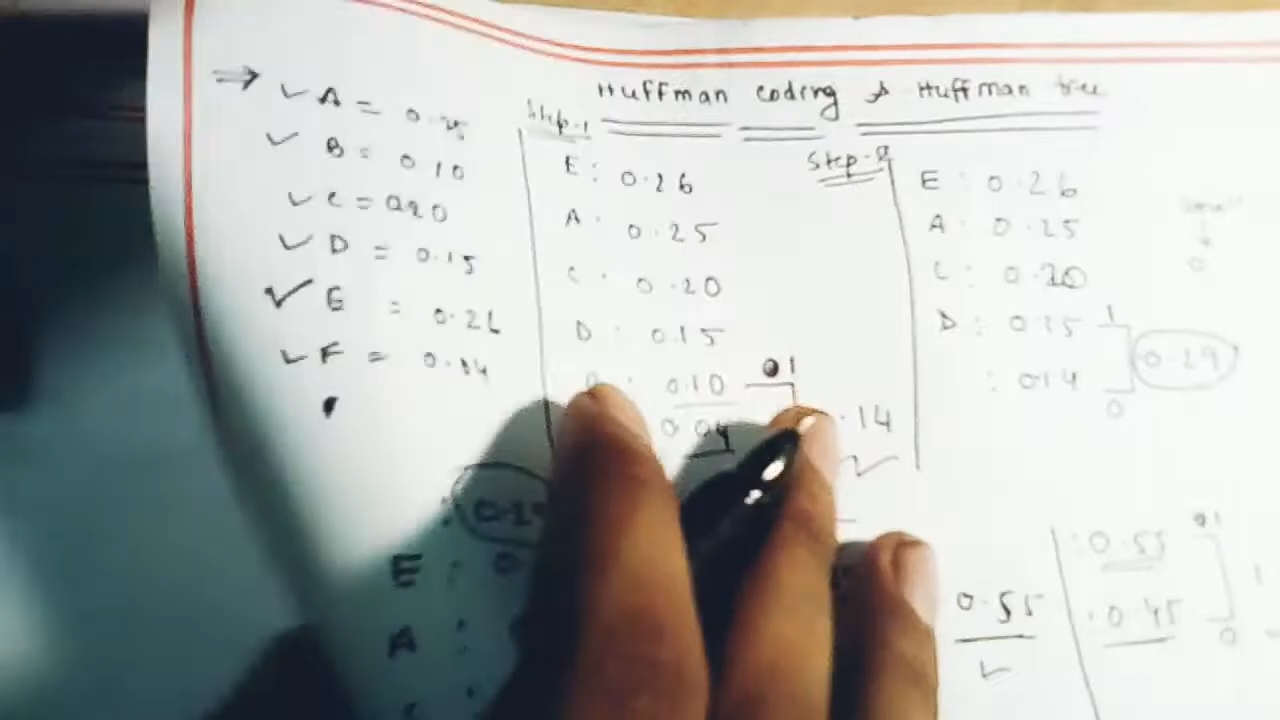 Huffman coding & Huffman tree
⇒ ✓ A = 0.25
✓ B = 0.10
✓ C = 0.20
✓ D = 0.15
✓ E = 0.26
✓ F = 0.04
Step-1
E : 0.26
A : 0.25
C : 0.20
D : 0.15
: 0.10
0.04
1
.14
Step-2
E : 0.26
A : 0.25
C : 0.20
D : 0.15 1
: 0.14 0
0.29
E :
A :
0.55
: 0.55 1
: 0.45 0